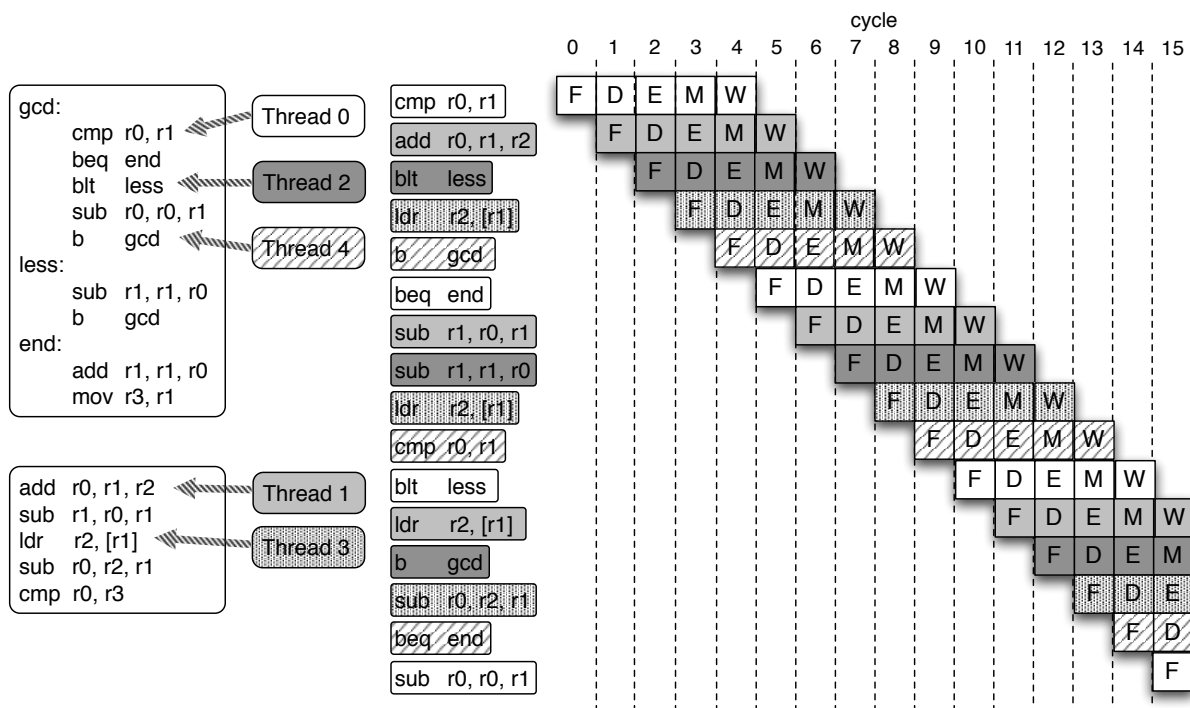 cycle
0 1 2 3 4 5 6 7 8 9 10 11 12 13 14 15
gcd:
cmp r0, r1
beq end
blt less
sub r0, r0, r1
b gcd
less:
sub r1, r1, r0
b gcd
end:
add r1, r1, r0
mov r3, r1
Thread 0
Thread 2
Thread 4
add r0, r1, r2
sub r1, r0, r1
ldr r2, [r1]
sub r0, r2, r1
cmp r0, r3
Thread 1
Thread 3
cmp r0, r1 F D E M W
add r0, r1, r2 F D E M W
blt less F D E M W
ldr r2, [r1] F D E M W
b gcd F D E M W
beq end F D E M W
sub r1, r0, r1 F D E M W
sub r1, r1, r0 F D E M W
ldr r2, [r1] F D E M W
cmp r0, r1 F D E M W
blt less F D E M W
ldr r2, [r1] F D E M W
b gcd F D E M
sub r0, r2, r1 F D E
beq end F D
sub r0, r0, r1 F